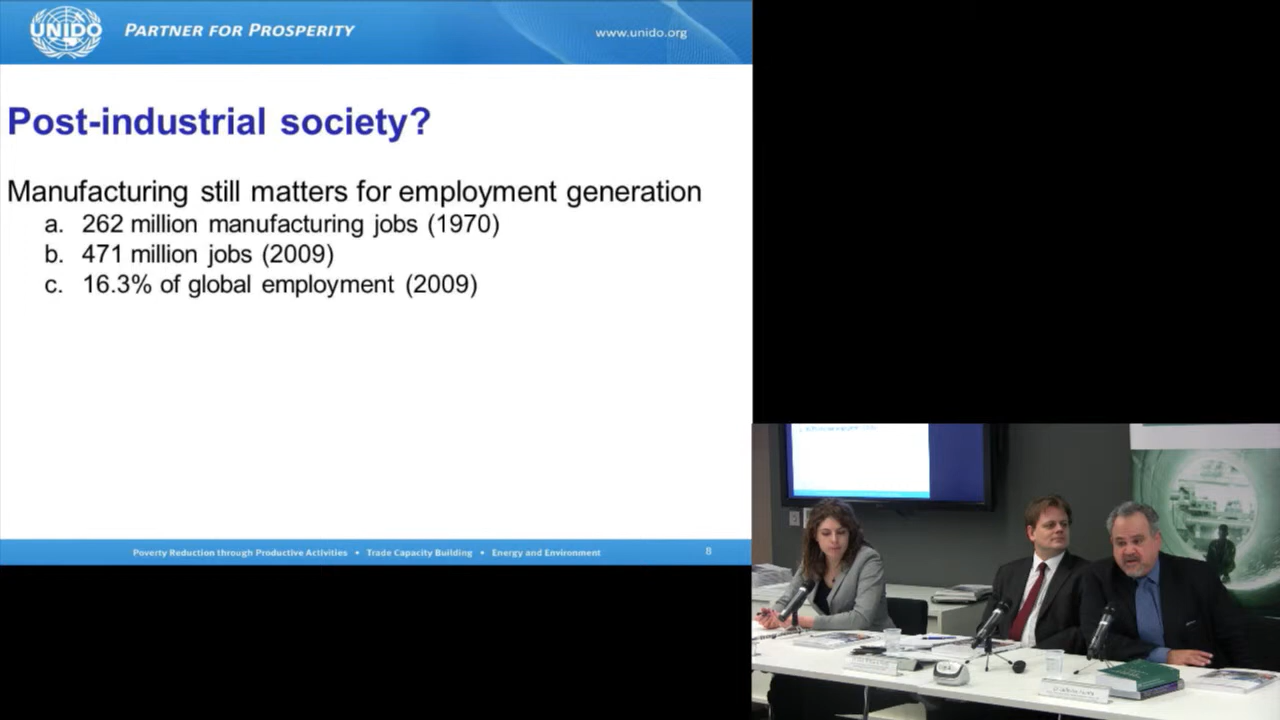 UNIDO
PARTNER FOR PROSPERITY
www.unido.org
Post-industrial society?
Manufacturing still matters for employment generation
a. 262 million manufacturing jobs (1970)
b. 471 million jobs (2009)
c. 16.3% of global employment (2009)
Poverty Reduction through Productive Activities • Trade Capacity Building • Energy and Environment
8